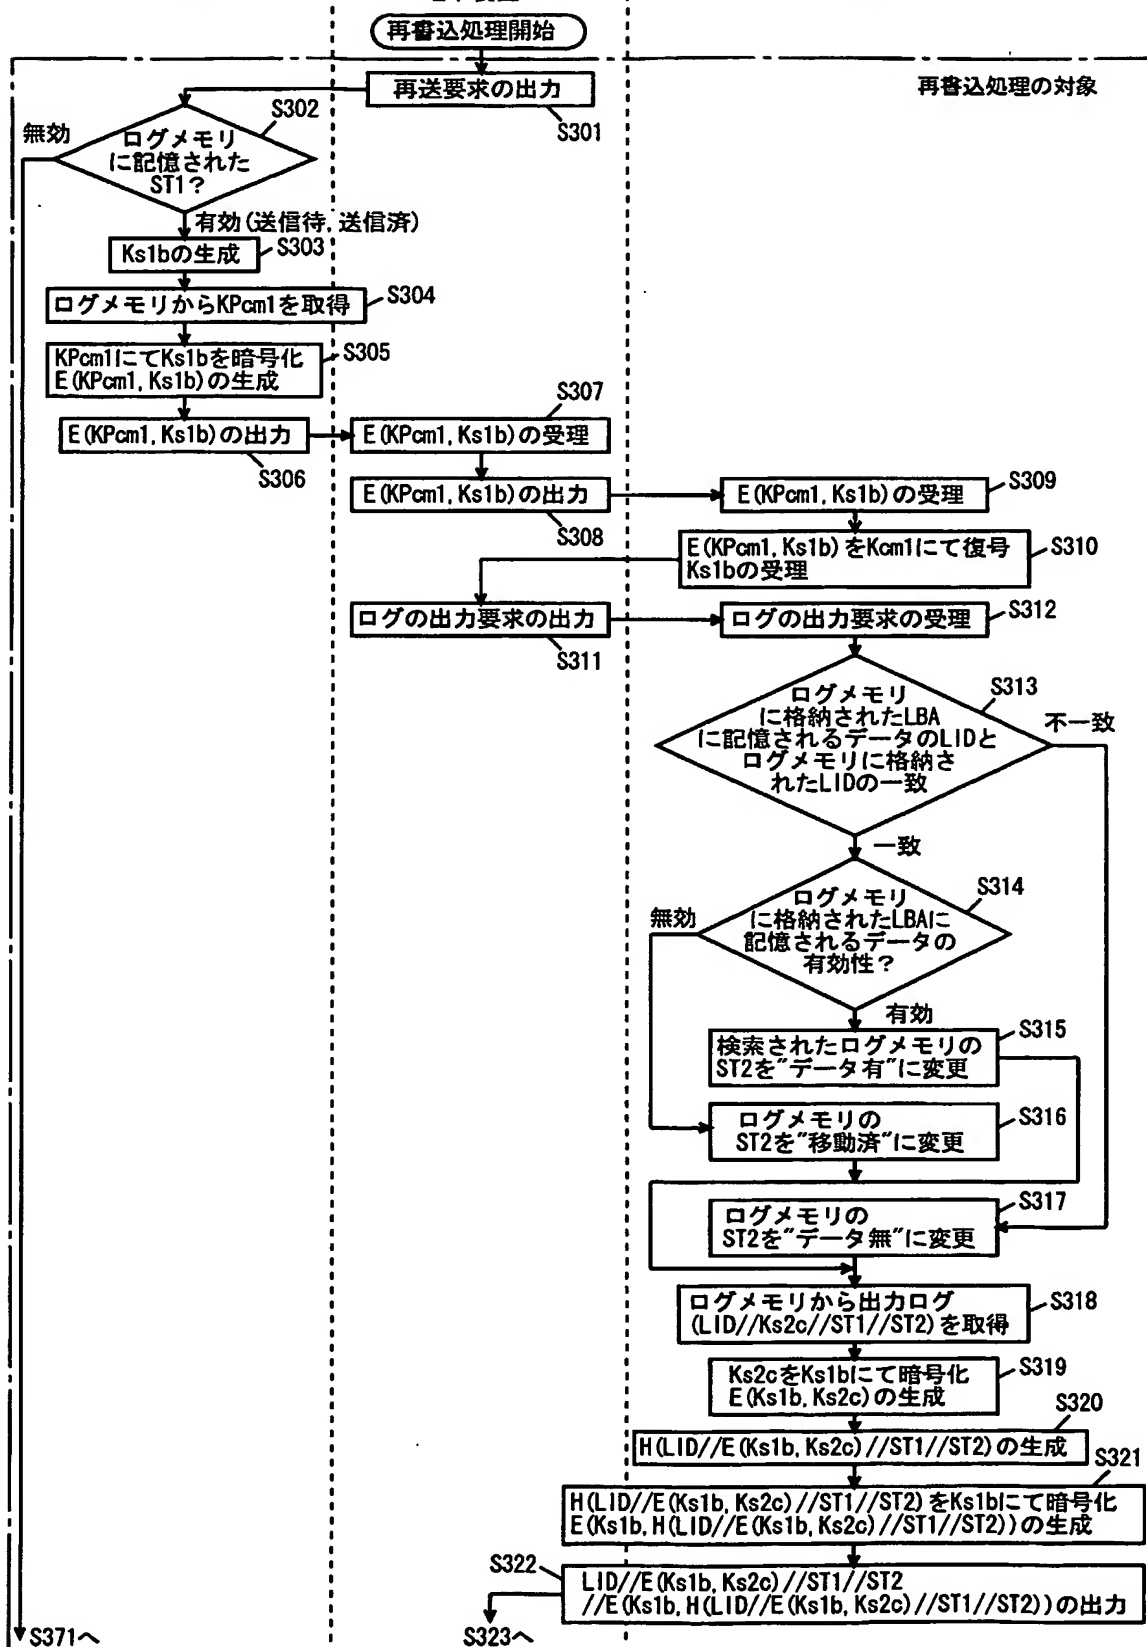 再書込処理開始
再書込処理の対象
再送要求の出力
S301
S302
無効
ログメモリ
に記憶された
ST1?
有効(送信待,送信済)
Ks1bの生成
S303
ログメモリからKPcm1を取得
S304
KPcm1にてKs1bを暗号化
E(KPcm1, Ks1b)の生成
S305
E(KPcm1, Ks1b)の出力
S306
S307
E(KPcm1, Ks1b)の受理
E(KPcm1, Ks1b)の出力
S308
E(KPcm1, Ks1b)の受理
S309
E(KPcm1, Ks1b)をKcm1にて復号
Ks1bの受理
S310
ログの出力要求の出力
S311
ログの出力要求の受理
S312
S313
ログメモリ
に格納されたLBA
に記憶されるデータのLIDと
ログメモリに格納さ
れたLIDの一致
不一致
一致
S314
無効
ログメモリ
に格納されたLBAに
記憶されるデータの
有効性?
有効
S315
検索されたログメモリの
ST2を"データ有"に変更
S316
ログメモリの
ST2を"移動済"に変更
S317
ログメモリの
ST2を"データ無"に変更
ログメモリから出力ログ
(LID//Ks2c//ST1//ST2)を取得
S318
Ks2cをKs1bにて暗号化
E(Ks1b, Ks2c)の生成
S319
S320
H(LID//E(Ks1b, Ks2c)//ST1//ST2)の生成
S321
H(LID//E(Ks1b, Ks2c)//ST1//ST2)をKs1bにて暗号化
E(Ks1b, H(LID//E(Ks1b, Ks2c)//ST1//ST2))の生成
S322
LID//E(Ks1b, Ks2c)//ST1//ST2
//E(Ks1b, H(LID//E(Ks1b, Ks2c)//ST1//ST2))の出力
S371へ
S323へ